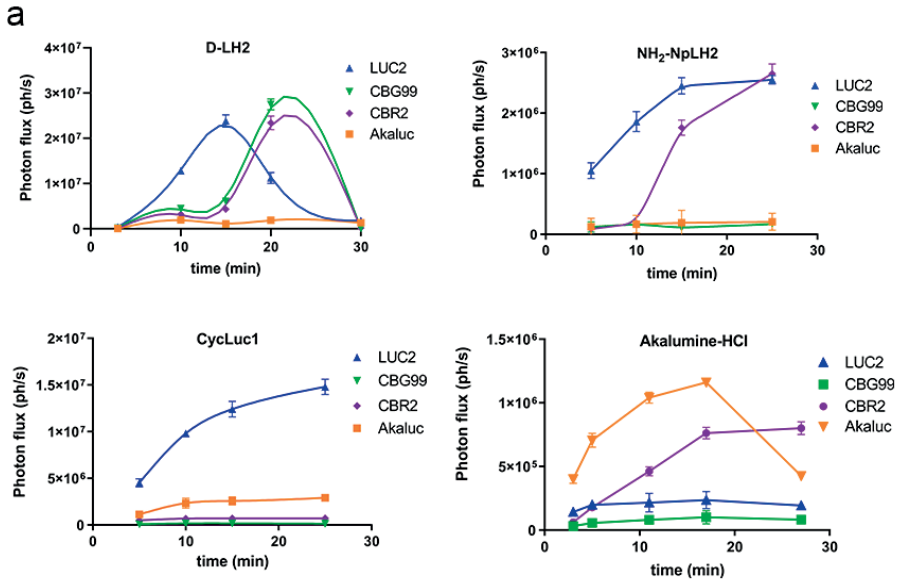 a
D-LH2
Photon flux (ph/s)
4×10⁷
3×10⁷
2×10⁷
1×10⁷
0
0
10
20
30
time (min)
LUC2
CBG99
CBR2
Akaluc
NH₂-NpLH2
Photon flux (ph/s)
3×10⁶
2×10⁶
1×10⁶
0
0
10
20
30
time (min)
LUC2
CBG99
CBR2
Akaluc
CycLuc1
Photon flux (ph/s)
2×10⁷
1.5×10⁷
1×10⁷
5×10⁶
0
0
10
20
30
time (min)
LUC2
CBG99
CBR2
Akaluc
Akalumine-HCl
Photon flux (ph/s)
1.5×10⁶
1×10⁶
5×10⁵
0
0
10
20
30
time (min)
LUC2
CBG99
CBR2
Akaluc